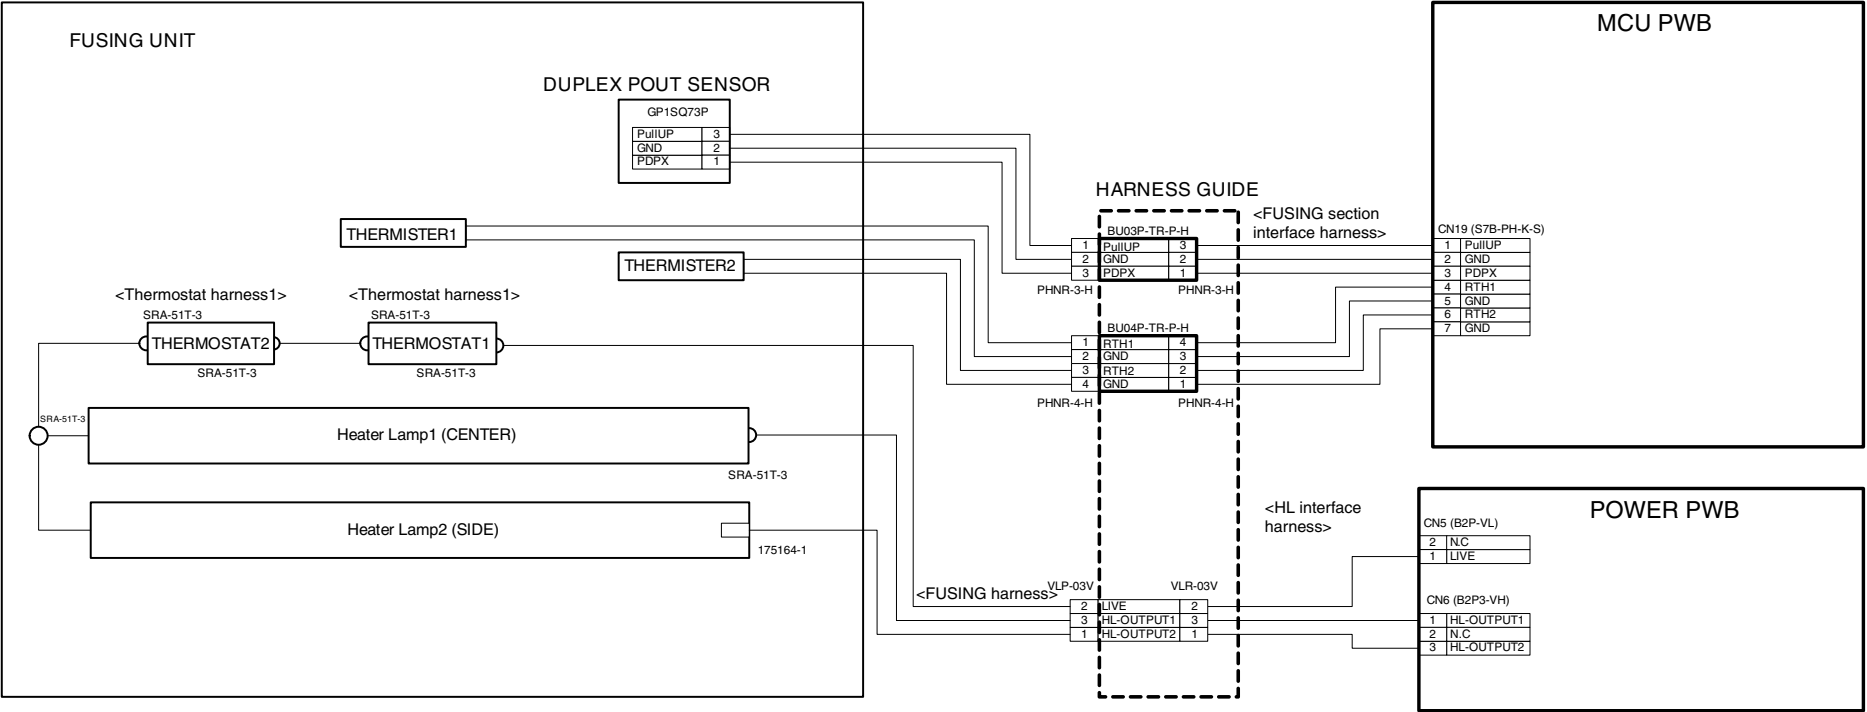 FUSING UNIT
DUPLEX POUT SENSOR
GP1SQ73P
PullUP 3
GND 2
PDPX 1
THERMISTER1
THERMISTER2
<Thermostat harness1>
SRA-51T-3
THERMOSTAT2
SRA-51T-3
<Thermostat harness1>
SRA-51T-3
THERMOSTAT1
SRA-51T-3
SRA-51T-3
Heater Lamp1 (CENTER)
SRA-51T-3
Heater Lamp2 (SIDE)
175164-1
<FUSING harness>
HARNESS GUIDE
BU03P-TR-P-H
1 PullUP 3
2 GND 2
3 PDPX 1
PHNR-3-H PHNR-3-H
BU04P-TR-P-H
1 RTH1 4
2 GND 3
3 RTH2 2
4 GND 1
PHNR-4-H PHNR-4-H
VLP-03V VLR-03V
2 LIVE 2
3 HL-OUTPUT1 3
1 HL-OUTPUT2 1
<FUSING section
interface harness>
<HL interface
harness>
MCU PWB
CN19 (S7B-PH-K-S)
1 PullUP
2 GND
3 PDPX
4 RTH1
5 GND
6 RTH2
7 GND
POWER PWB
CN5 (B2P-VL)
2 N.C
1 LIVE
CN6 (B2P3-VH)
1 HL-OUTPUT1
2 N.C
3 HL-OUTPUT2